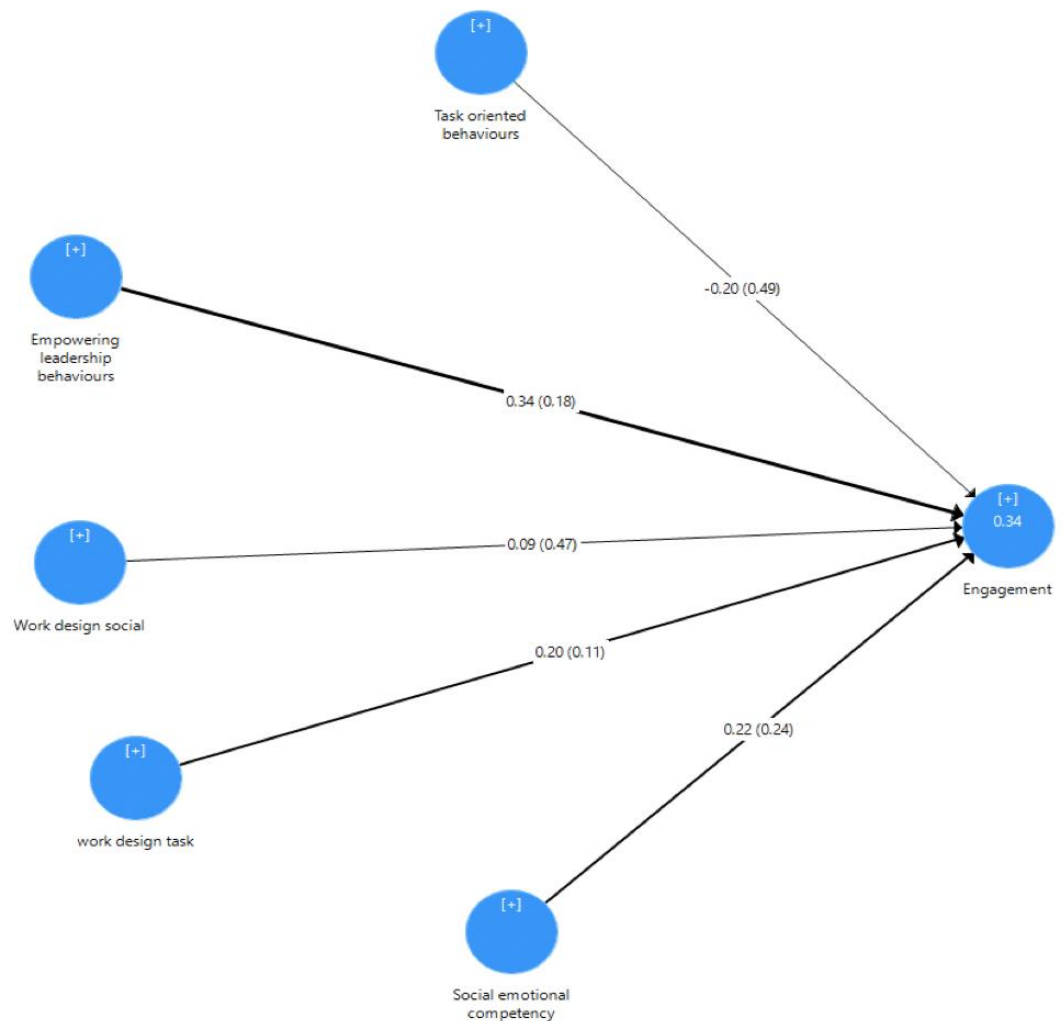 [+]
Task oriented
behaviours
-0.20 (0.49)
[+]
Empowering
leadership
behaviours
0.34 (0.18)
[+]
0.34
Engagement
[+]
Work design social
0.09 (0.47)
0.20 (0.11)
[+]
work design task
0.22 (0.24)
[+]
Social emotional
competency